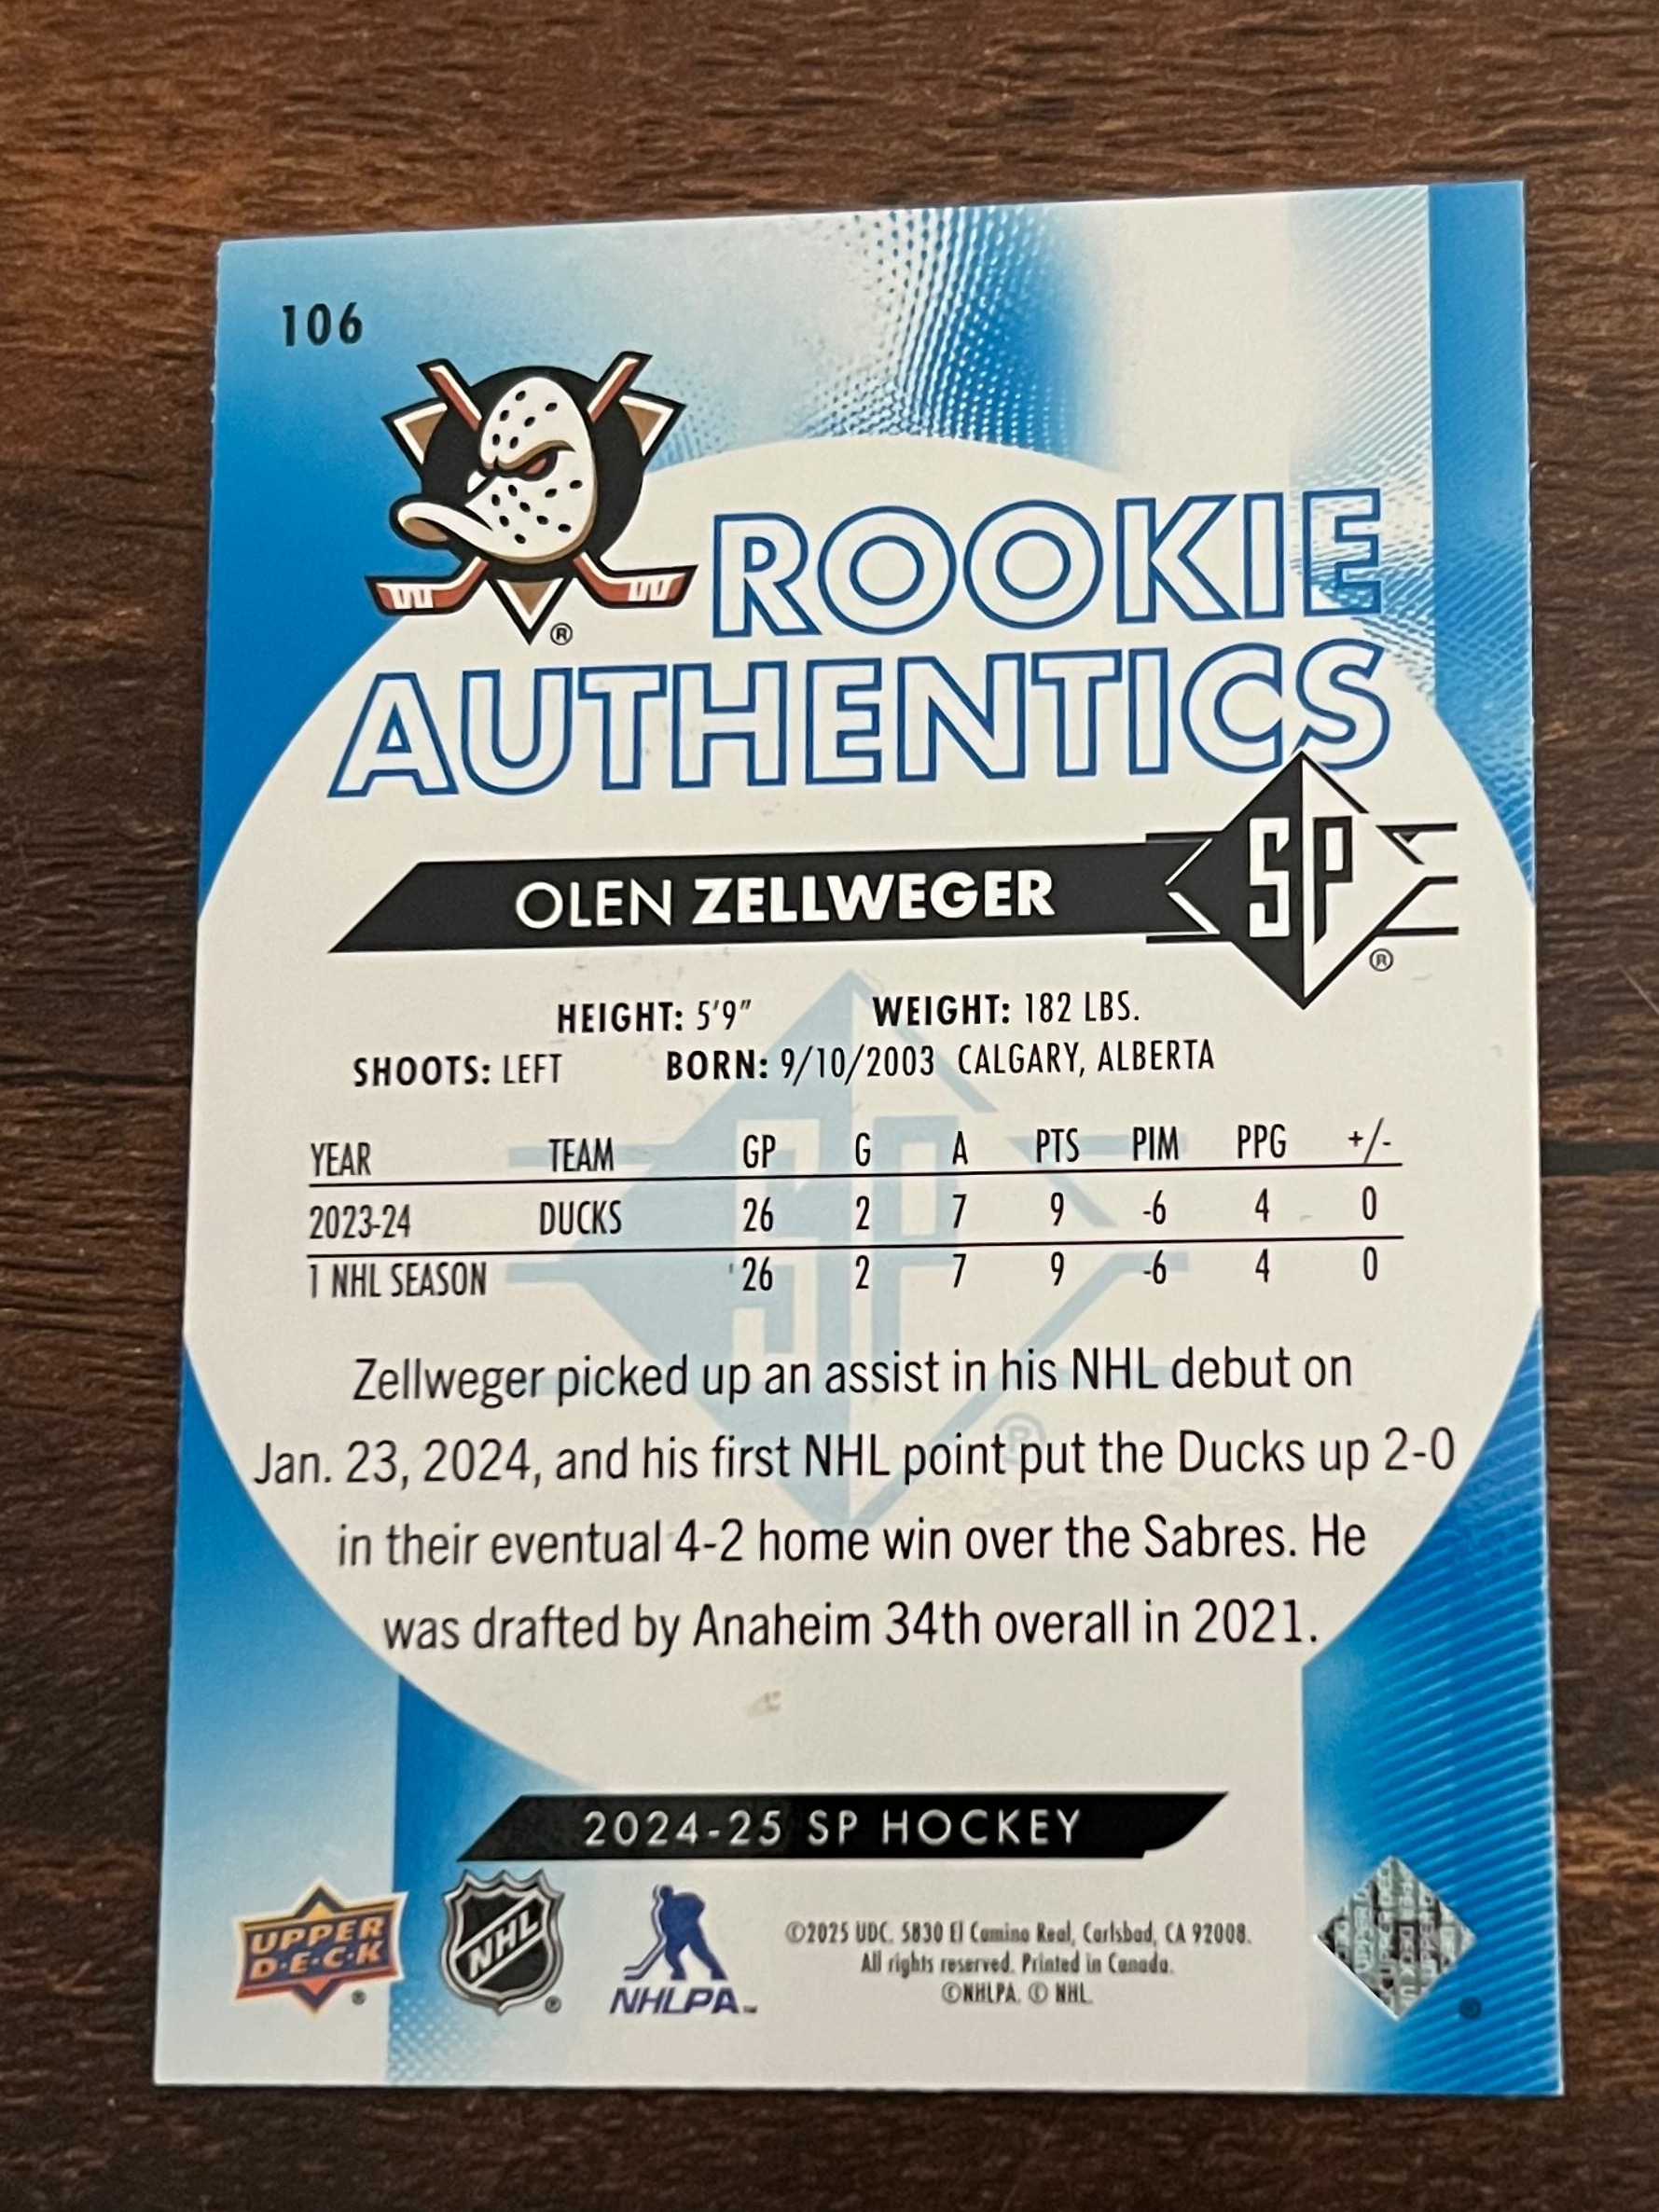 106
®
ROOKIE
AUTHENTICS
OLEN ZELLWEGER
SP
®
HEIGHT: 5'9" WEIGHT: 182 LBS.
SHOOTS: LEFT BORN: 9/10/2003 CALGARY, ALBERTA
YEAR TEAM GP G A PTS PIM PPG +/-
2023-24 DUCKS 26 2 7 9 -6 4 0
1 NHL SEASON 26 2 7 9 -6 4 0
Zellweger picked up an assist in his NHL debut on
Jan. 23, 2024, and his first NHL point put the Ducks up 2-0
in their eventual 4-2 home win over the Sabres. He
was drafted by Anaheim 34th overall in 2021.
2024-25 SP HOCKEY
UPPER
D·E·C·K
®
NHL
®
NHLPA™
©2025 UDC. 5830 El Camino Real, Carlsbad, CA 92008.
All rights reserved. Printed in Canada.
©NHLPA. © NHL.
®